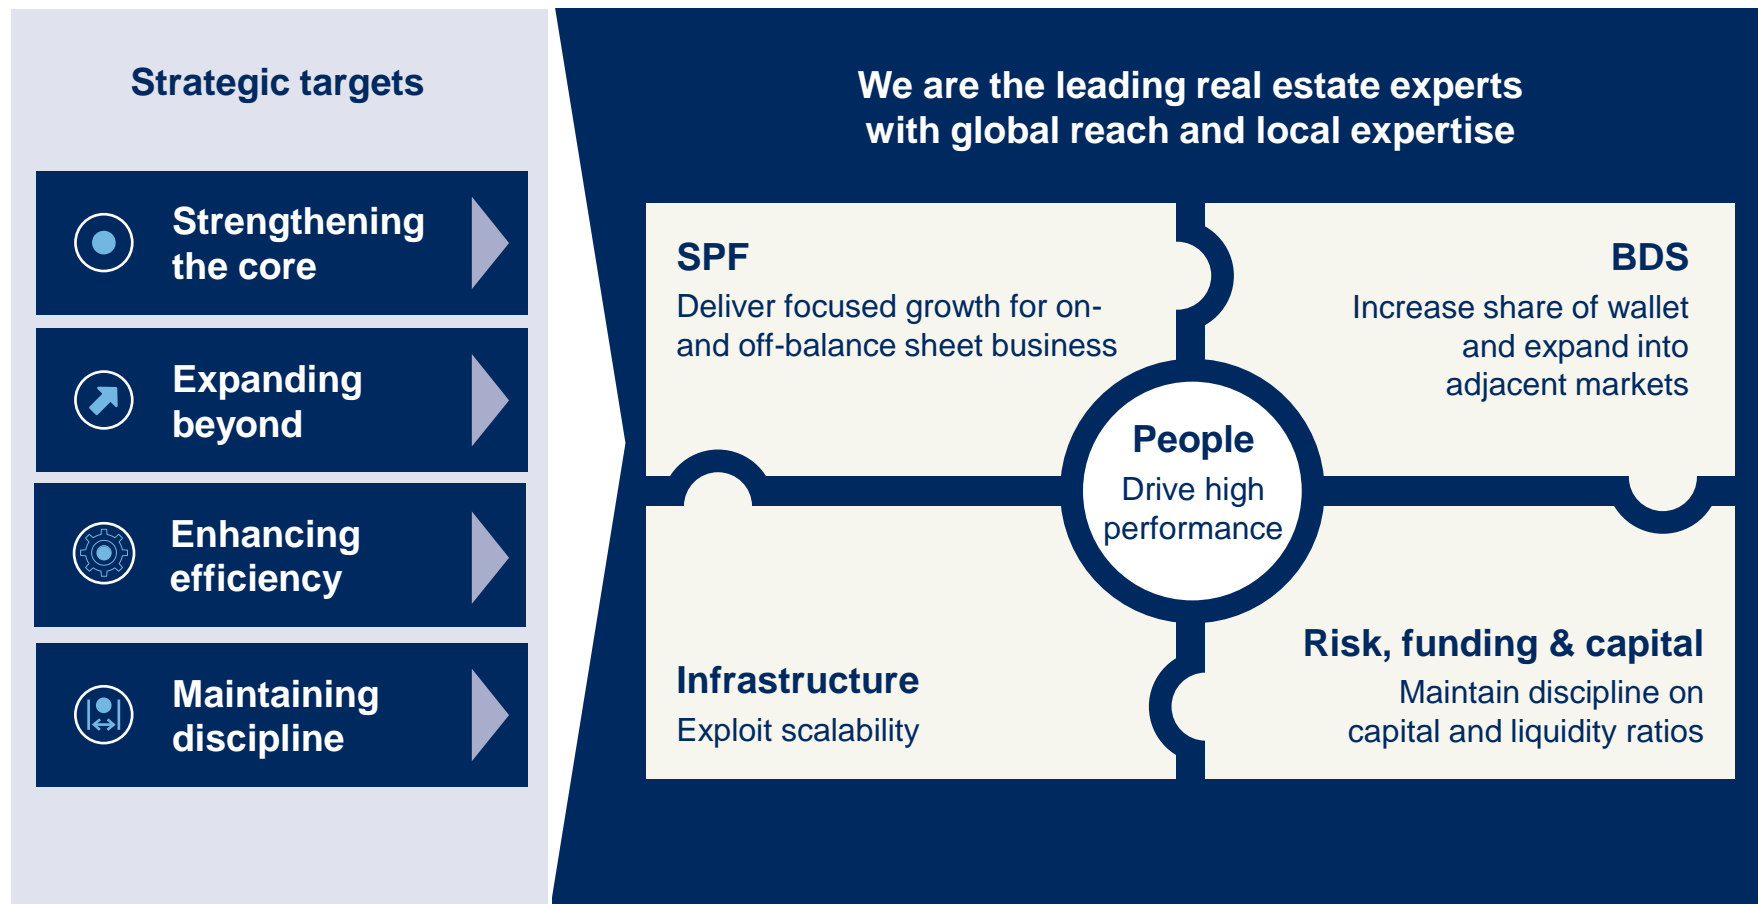 Strategic targets
Strengthening
the core
Expanding
beyond
Enhancing
efficiency
Maintaining
discipline
We are the leading real estate experts
with global reach and local expertise
SPF
Deliver focused growth for on-
and off-balance sheet business
BDS
Increase share of wallet
and expand into
adjacent markets
People
Drive high
performance
Infrastructure
Exploit scalability
Risk, funding & capital
Maintain discipline on
capital and liquidity ratios